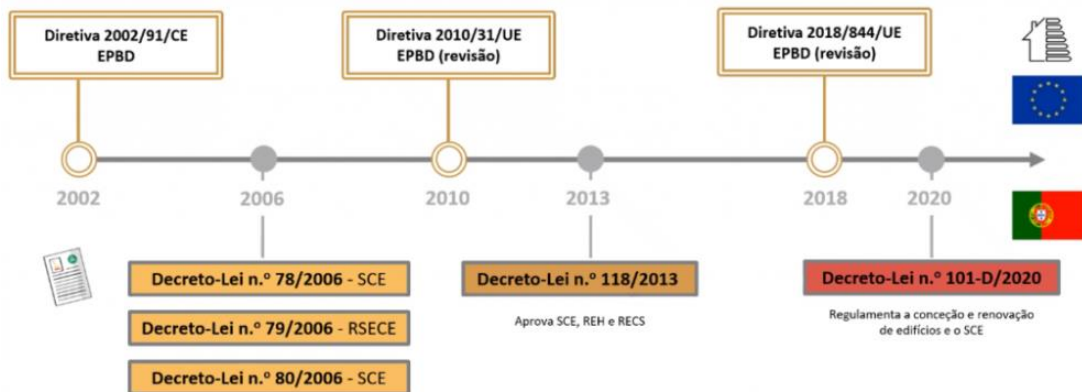 Diretiva 2002/91/CE
EPBD
Diretiva 2010/31/UE
EPBD (revisão)
Diretiva 2018/844/UE
EPBD (revisão)
2002
2006
2010
2013
2018
2020
Decreto-Lei n.º 78/2006 - SCE
Decreto-Lei n.º 79/2006 - RSECE
Decreto-Lei n.º 80/2006 - SCE
Decreto-Lei n.º 118/2013
Aprova SCE, REH e RECS
Decreto-Lei n.º 101-D/2020
Regulamenta a conceção e renovação
de edifícios e o SCE